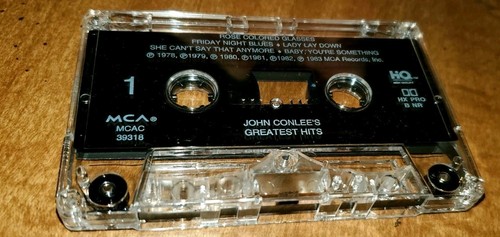 ROSE COLORED GLASSES
FRIDAY NIGHT BLUES • LADY LAY DOWN
SHE CAN'T SAY THAT ANYMORE • BABY, YOU'RE SOMETHING
℗ 1978, ℗1979, ℗ 1980, ℗1981, ℗1982, ℗ 1983 MCA Records, Inc.
1
HQ
HX PRO
B NR
MCA®
MCAC
39318
JOHN CONLEE'S
GREATEST HITS